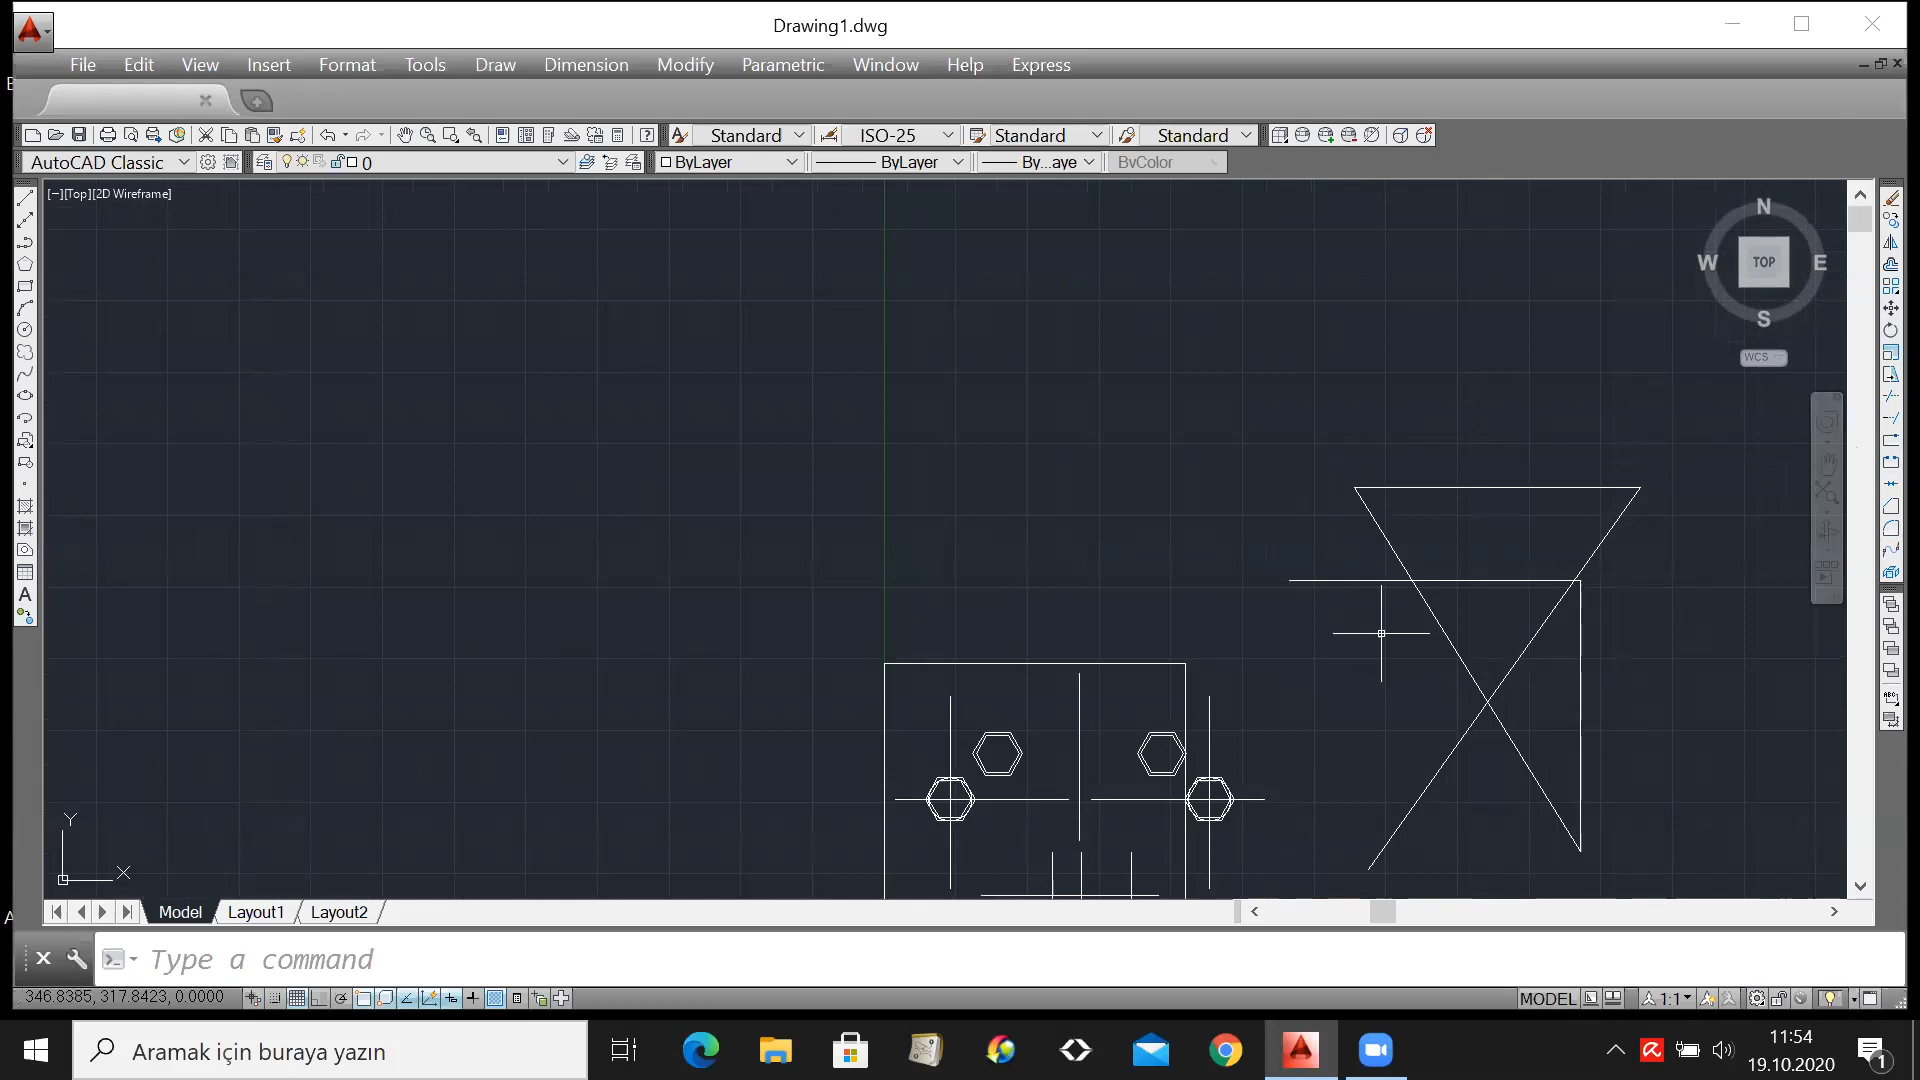 Drawing1.dwg
File Edit View Insert Format Tools Draw Dimension Modify Parametric Window Help Express
Standard ISO-25 Standard Standard
AutoCAD Classic 0 ByLayer ByLayer By...aye ByColor
[−][Top][2D Wireframe]
N
W TOP E
S
WCS
Y
X
Model Layout1 Layout2
Type a command
346.8385, 317.8423, 0.0000 MODEL 1:1
Aramak için buraya yazın
11:54
19.10.2020
1